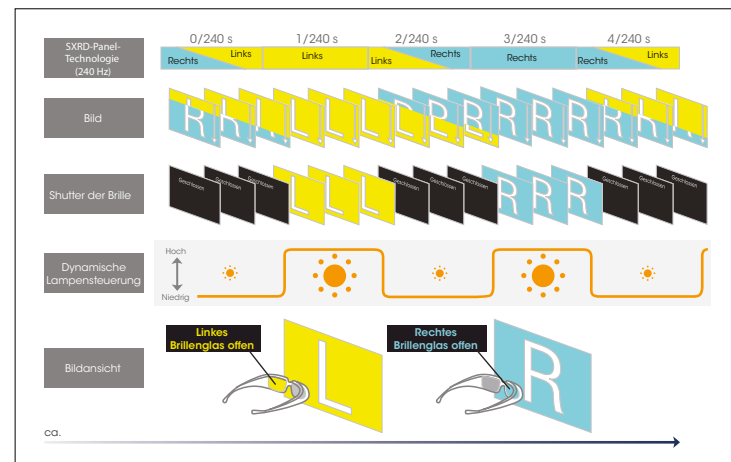 0/240 s 1/240 s 2/240 s 3/240 s 4/240 s
SXRD-Panel-
Technologie
(240 Hz)
Rechts Links Links Links Rechts Rechts Rechts Links
Bild
R L L L L L R R R R R R R L L
Shutter der Brille
Geschlossen Geschlossen Geschlossen L L L Geschlossen Geschlossen Geschlossen R R R Geschlossen Geschlossen Geschlossen
Dynamische
Lampensteuerung
Hoch
Niedrig
Bildansicht
Linkes
Brillenglas offen
L
Rechtes
Brillenglas offen
R
ca.